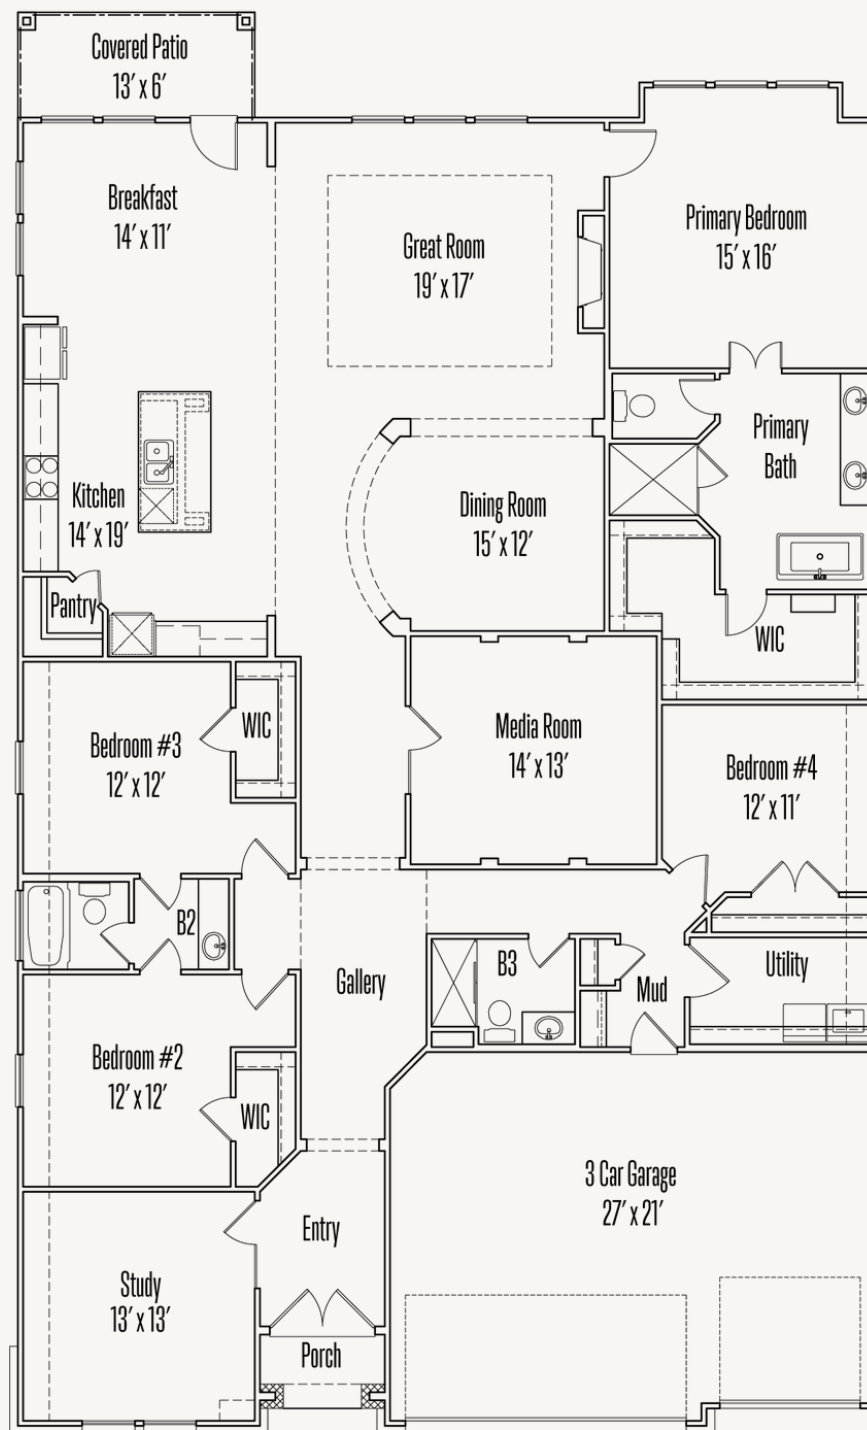 Covered Patio
13' x 6'
Breakfast
14' x 11'
Great Room
19' x 17'
Primary Bedroom
15' x 16'
Primary
Bath
Kitchen
14' x 19'
Dining Room
15' x 12'
Pantry
WIC
WIC
Bedroom #3
12' x 12'
Media Room
14' x 13'
Bedroom #4
12' x 11'
B2
Gallery
B3
Mud
Utility
Bedroom #2
12' x 12'
WIC
3 Car Garage
27' x 21'
Entry
Study
13' x 13'
Porch